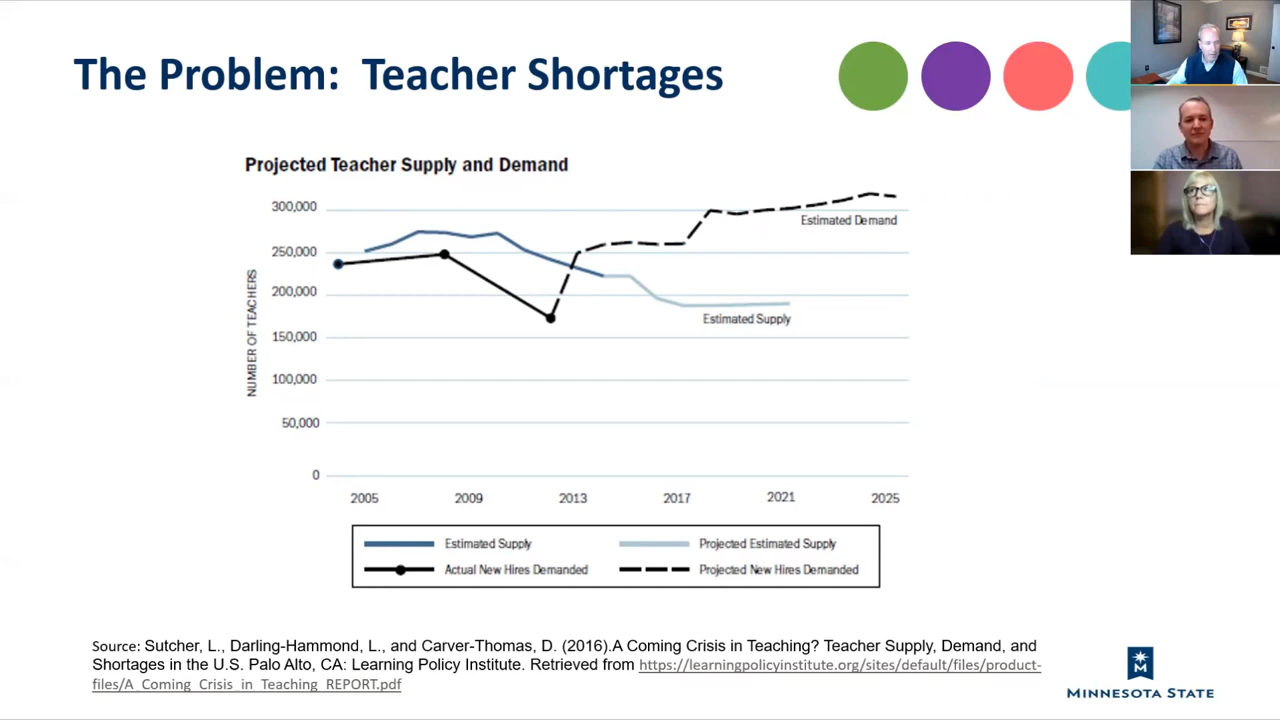 The Problem: Teacher Shortages
Projected Teacher Supply and Demand
NUMBER OF TEACHERS
300,000
250,000
200,000
150,000
100,000
50,000
0
Estimated Demand
Estimated Supply
2005
2009
2013
2017
2021
2025
Estimated Supply
Projected Estimated Supply
Actual New Hires Demanded
Projected New Hires Demanded
Source: Sutcher, L., Darling-Hammond, L., and Carver-Thomas, D. (2016).A Coming Crisis in Teaching? Teacher Supply, Demand, and
Shortages in the U.S. Palo Alto, CA: Learning Policy Institute. Retrieved from https://learningpolicyinstitute.org/sites/default/files/product-
files/A_Coming_Crisis_in_Teaching_REPORT.pdf
M
MINNESOTA STATE